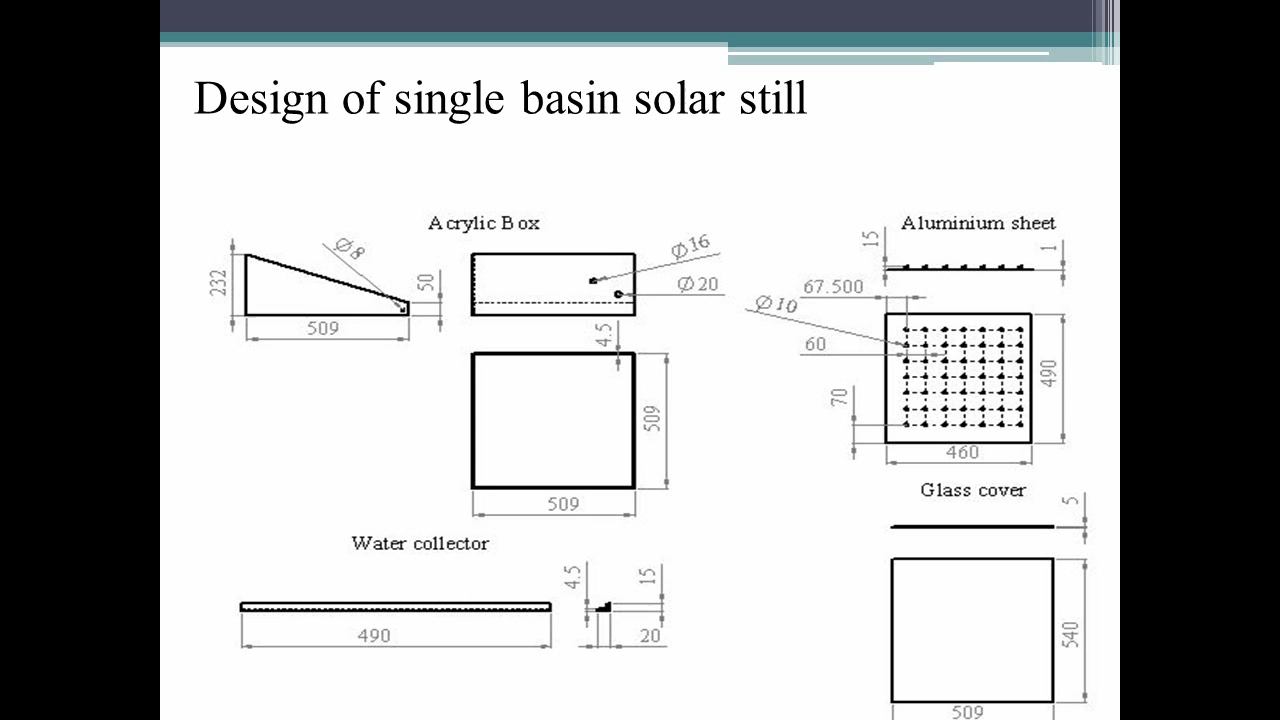 Design of single basin solar still
Acrylic Box
Ø8
232
50
509
Ø16
Ø20
4.5
509
509
Aluminium sheet
15
1
67.500
Ø10
60
70
490
460
Water collector
490
4.5
15
20
Glass cover
5
540
509